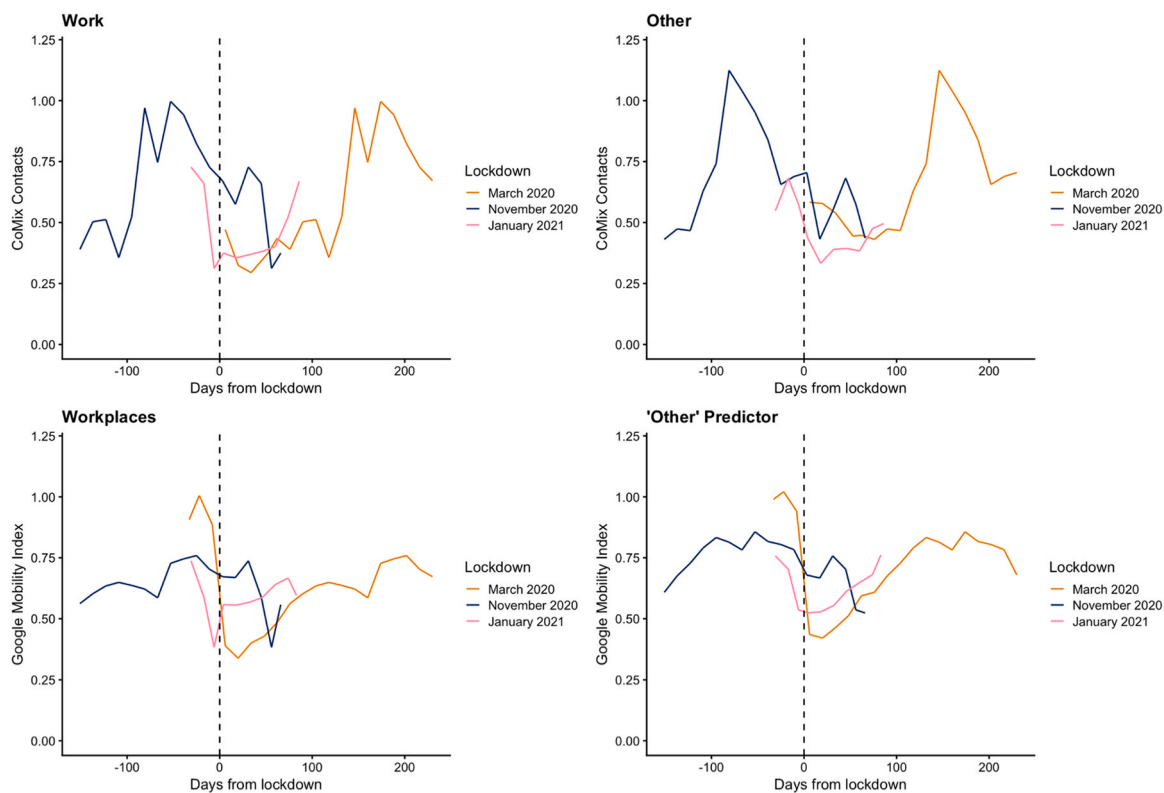 Work
1.25
1.00
0.75
0.50
0.25
0.00
CoMix Contacts
-100
0
100
200
Days from lockdown
Lockdown
March 2020
November 2020
January 2021
Other
1.25
1.00
0.75
0.50
0.25
0.00
CoMix Contacts
-100
0
100
200
Days from lockdown
Lockdown
March 2020
November 2020
January 2021
Workplaces
1.25
1.00
0.75
0.50
0.25
0.00
Google Mobility Index
-100
0
100
200
Days from lockdown
Lockdown
March 2020
November 2020
January 2021
'Other' Predictor
1.25
1.00
0.75
0.50
0.25
0.00
Google Mobility Index
-100
0
100
200
Days from lockdown
Lockdown
March 2020
November 2020
January 2021